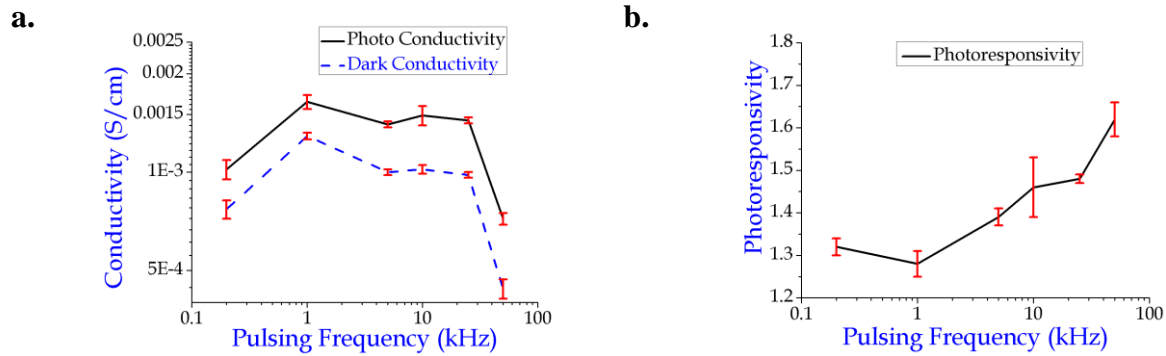 a.
Conductivity (S/cm)
0.0025
0.002
0.0015
1E-3
5E-4
Photo Conductivity
Dark Conductivity
0.1
1
10
100
Pulsing Frequency (kHz)
b.
Photoresponsivity
1.8
1.7
1.6
1.5
1.4
1.3
1.2
Photoresponsivity
0.1
1
10
100
Pulsing Frequency (kHz)